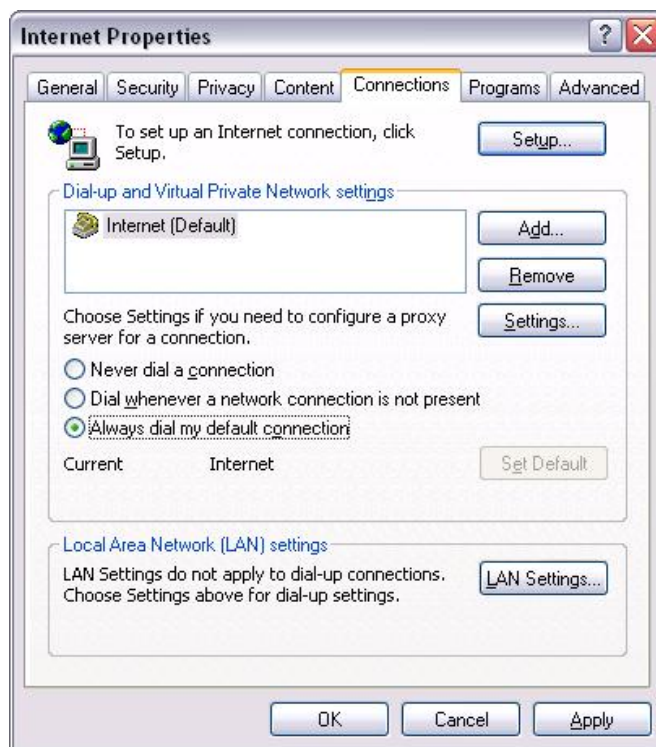 Internet Properties
General Security Privacy Content Connections Programs Advanced
To set up an Internet connection, click
Setup.
Setup...
Dial-up and Virtual Private Network settings
Internet (Default)
Add...
Remove
Choose Settings if you need to configure a proxy
server for a connection.
Settings...
Never dial a connection
Dial whenever a network connection is not present
Always dial my default connection
Current Internet
Set Default
Local Area Network (LAN) settings
LAN Settings do not apply to dial-up connections.
Choose Settings above for dial-up settings.
LAN Settings...
OK Cancel Apply